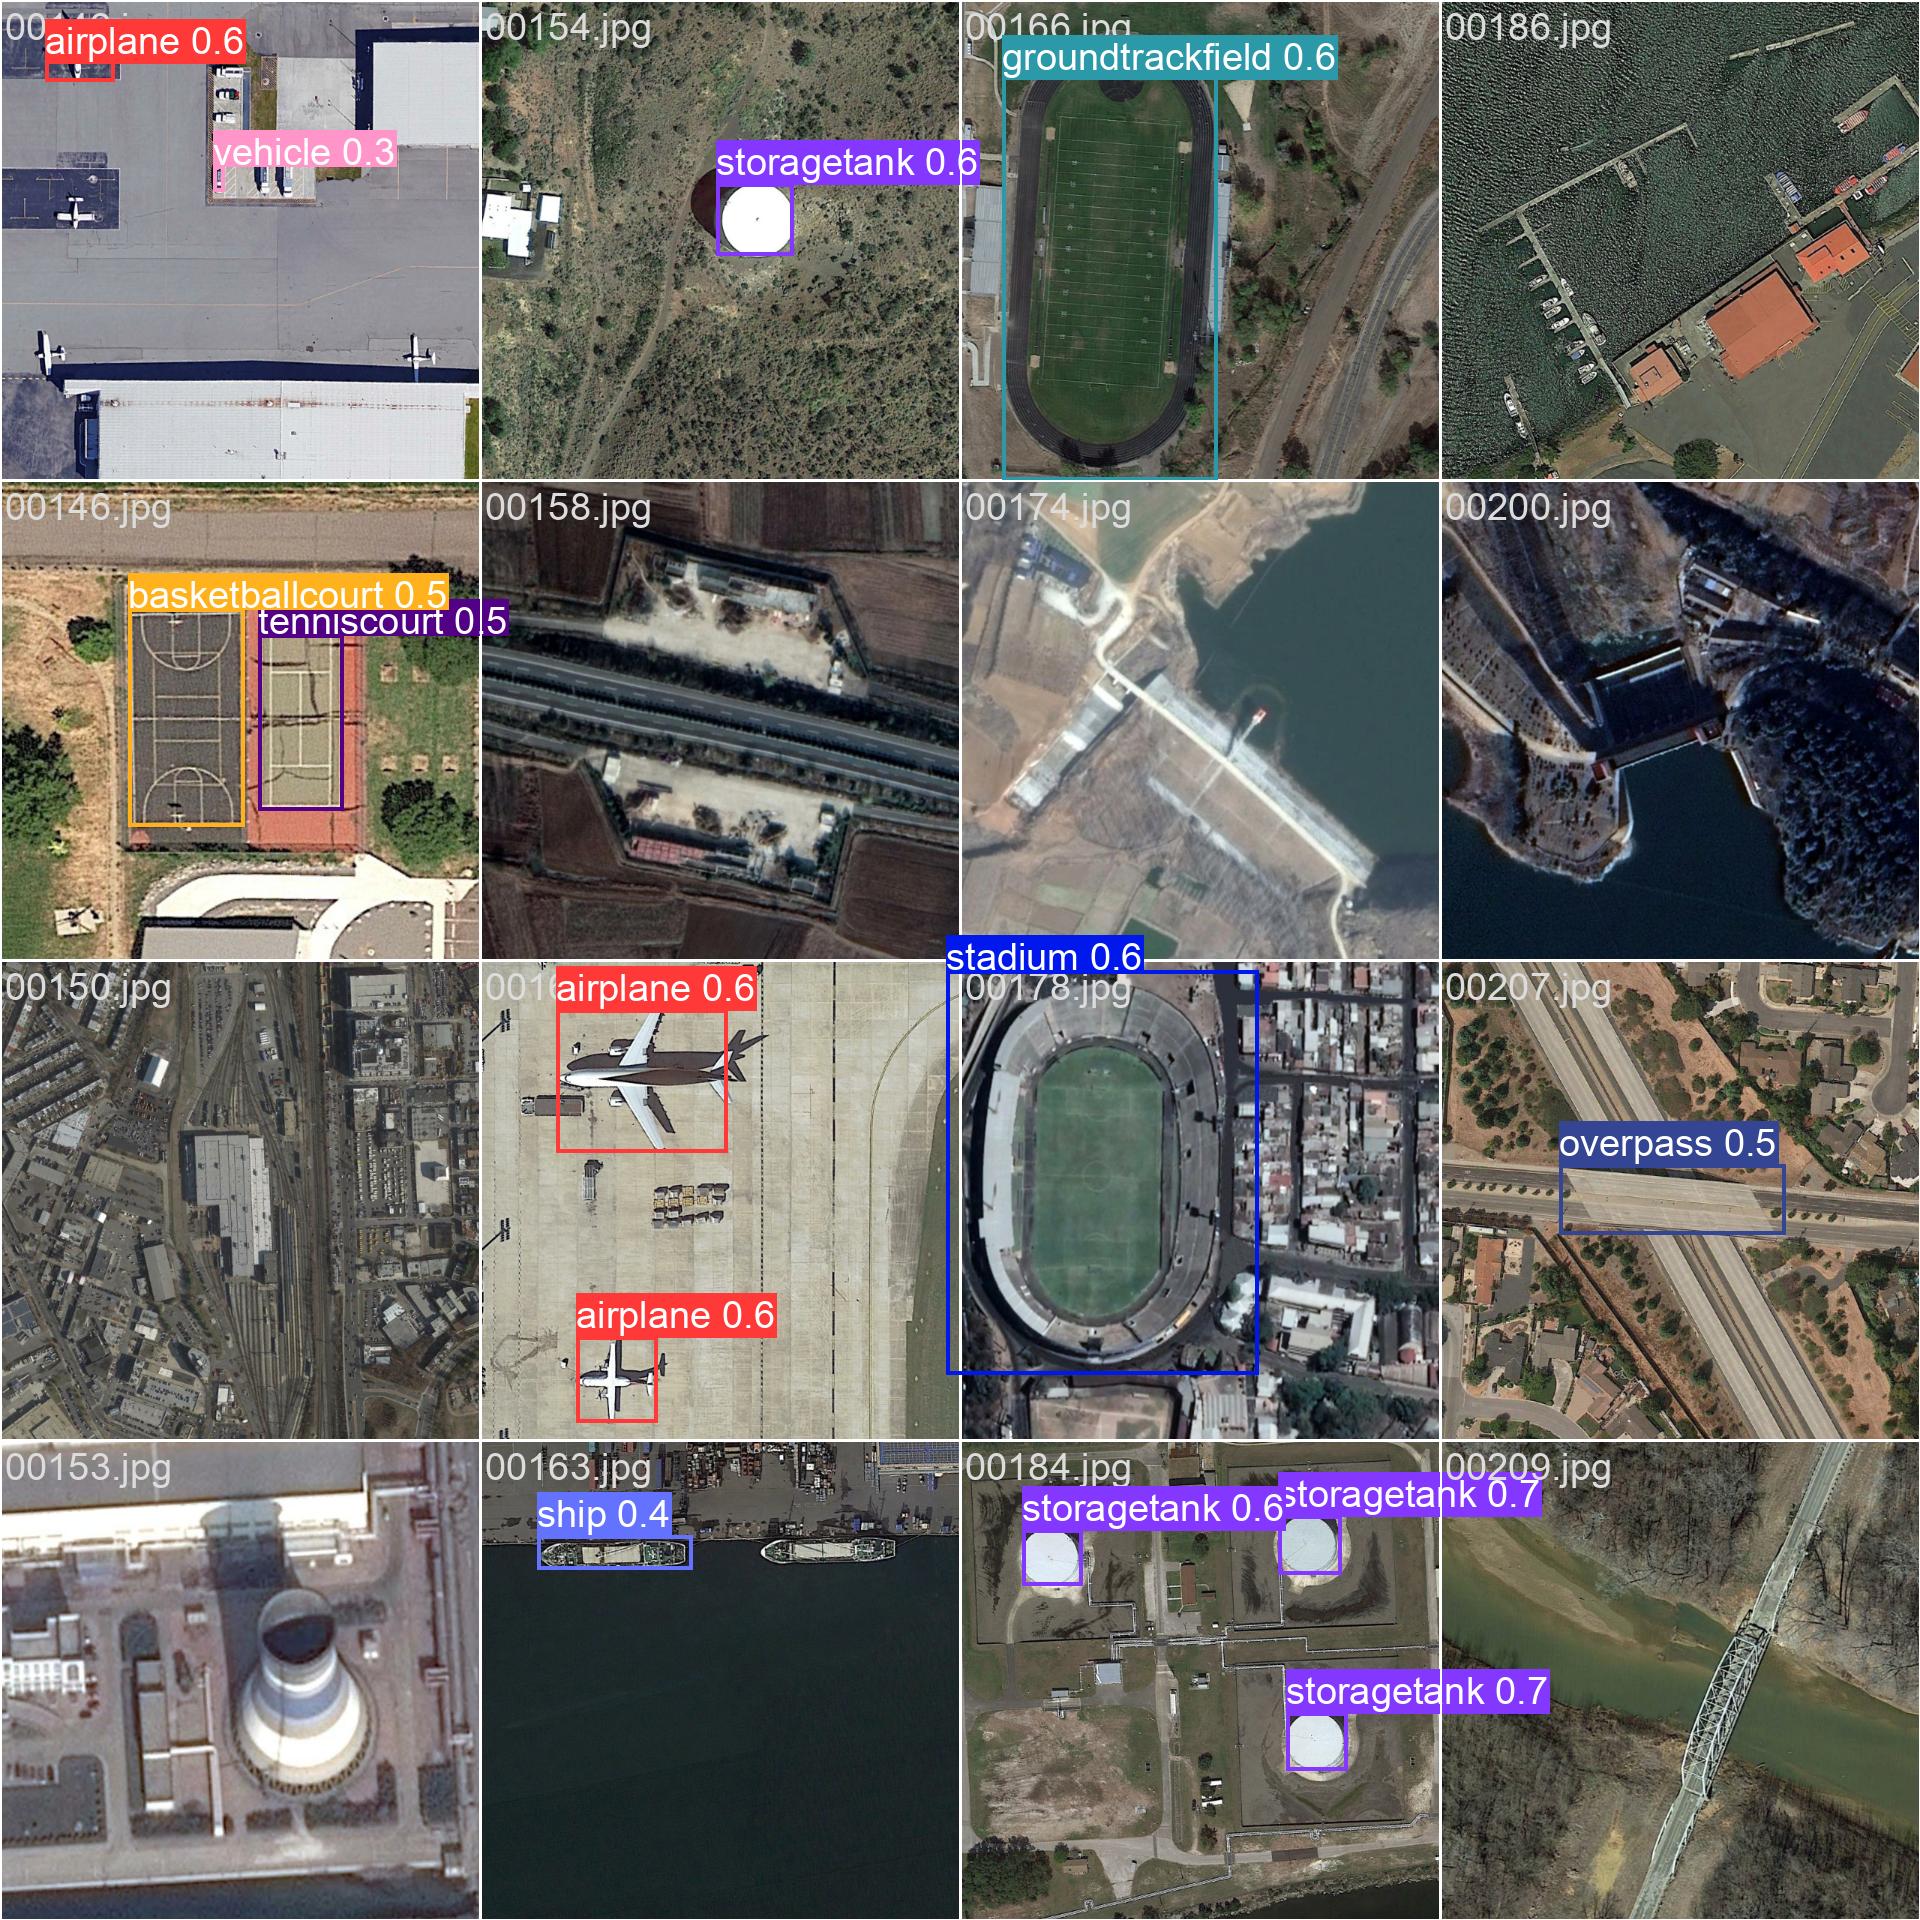 airplane 0.6
vehicle 0.3
00154.jpg
storagetank 0.6
00166.jpg
groundtrackfield 0.6
00186.jpg
00146.jpg
basketballcourt 0.5
tenniscourt 0.5
00158.jpg
00174.jpg
00200.jpg
00150.jpg
airplane 0.6
airplane 0.6
stadium 0.6
00178.jpg
00207.jpg
overpass 0.5
00153.jpg
00163.jpg
ship 0.4
00184.jpg
storagetank 0.6
storagetank 0.7
storagetank 0.7
00209.jpg